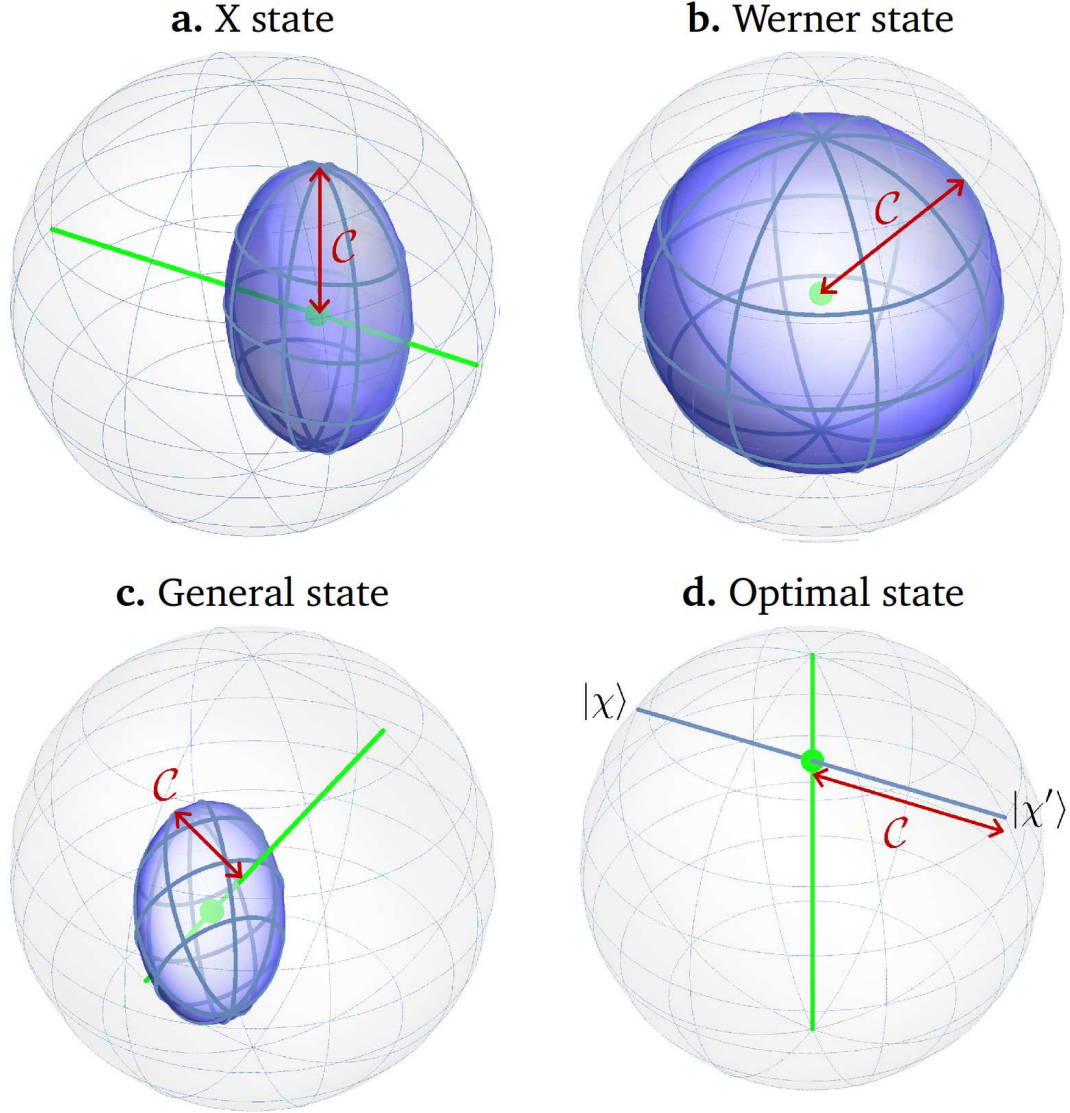 a. X state
b. Werner state
𝒞
𝒞
c. General state
d. Optimal state
𝒞
|χ⟩
|χ′⟩
𝒞